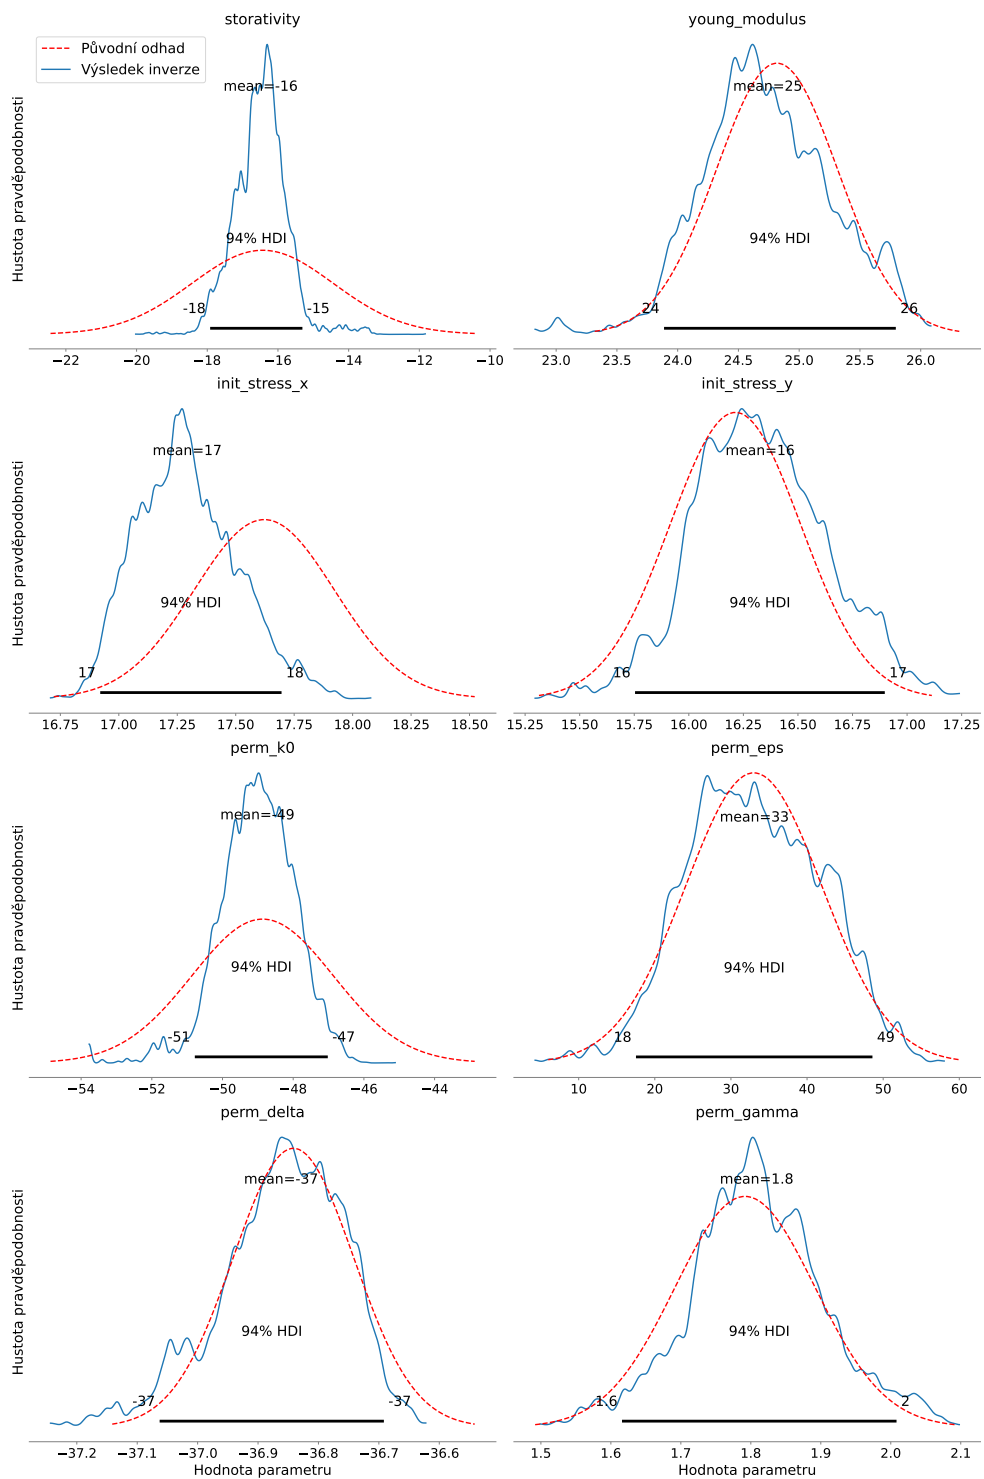 storativity
young_modulus
Původní odhad
Výsledek inverze
mean=-16
mean=25
94% HDI
94% HDI
-18
-15
24
26
Hustota pravděpodobnosti
−22 −20 −18 −16 −14 −12 −10
23.0 23.5 24.0 24.5 25.0 25.5 26.0
init_stress_x
init_stress_y
mean=17
mean=16
94% HDI
94% HDI
17
18
16
17
Hustota pravděpodobnosti
16.75 17.00 17.25 17.50 17.75 18.00 18.25 18.50
15.25 15.50 15.75 16.00 16.25 16.50 16.75 17.00 17.25
perm_k0
perm_eps
mean=-49
mean=33
94% HDI
94% HDI
-51
-47
18
49
Hustota pravděpodobnosti
−54 −52 −50 −48 −46 −44
10 20 30 40 50 60
perm_delta
perm_gamma
mean=-37
mean=1.8
94% HDI
94% HDI
-37
-37
1.6
2
Hustota pravděpodobnosti
−37.2 −37.1 −37.0 −36.9 −36.8 −36.7 −36.6
1.5 1.6 1.7 1.8 1.9 2.0 2.1
Hodnota parametru
Hodnota parametru